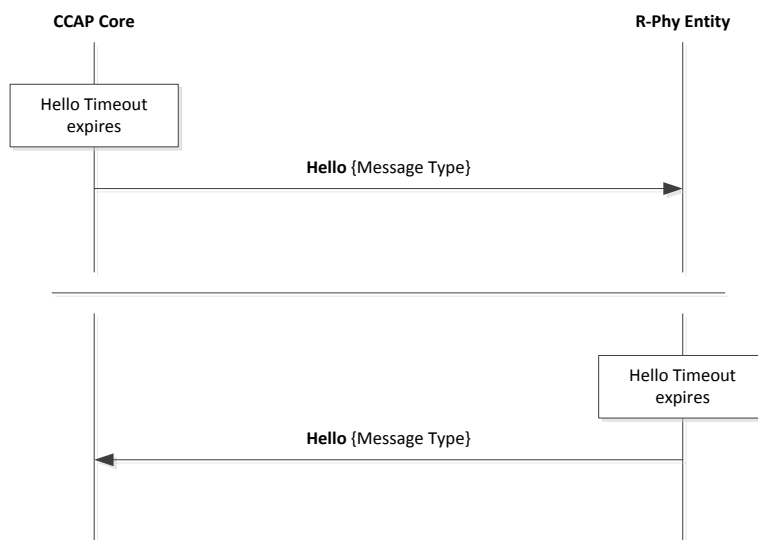 CCAP Core
R-Phy Entity
Hello Timeout
expires
Hello {Message Type}
Hello Timeout
expires
Hello {Message Type}